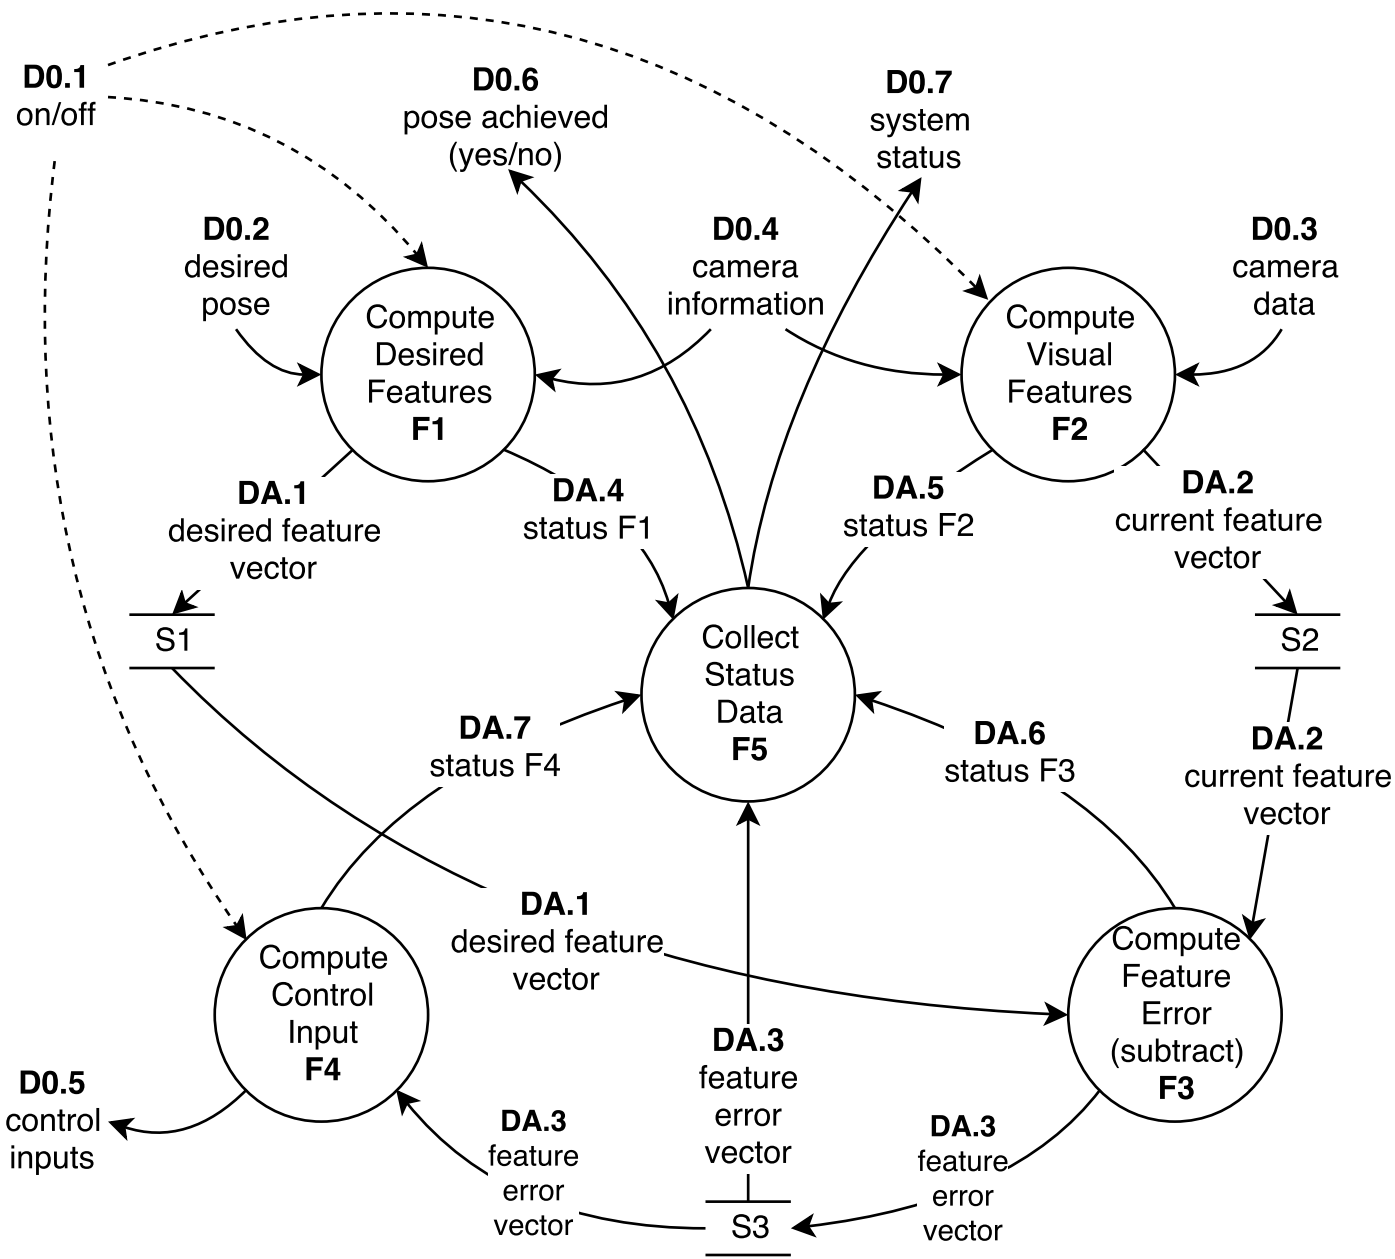 D0.1
on/off
D0.6
pose achieved
(yes/no)
D0.7
system
status
D0.2
desired
pose
D0.4
camera
information
D0.3
camera
data
Compute
Desired
Features
F1
Compute
Visual
Features
F2
DA.1
desired feature
vector
DA.4
status F1
DA.5
status F2
DA.2
current feature
vector
S1
Collect
Status
Data
F5
S2
DA.7
status F4
DA.6
status F3
DA.2
current feature
vector
DA.1
desired feature
vector
Compute
Control
Input
F4
Compute
Feature
Error
(subtract)
F3
D0.5
control
inputs
DA.3
feature
error
vector
DA.3
feature
error
vector
DA.3
feature
error
vector
S3